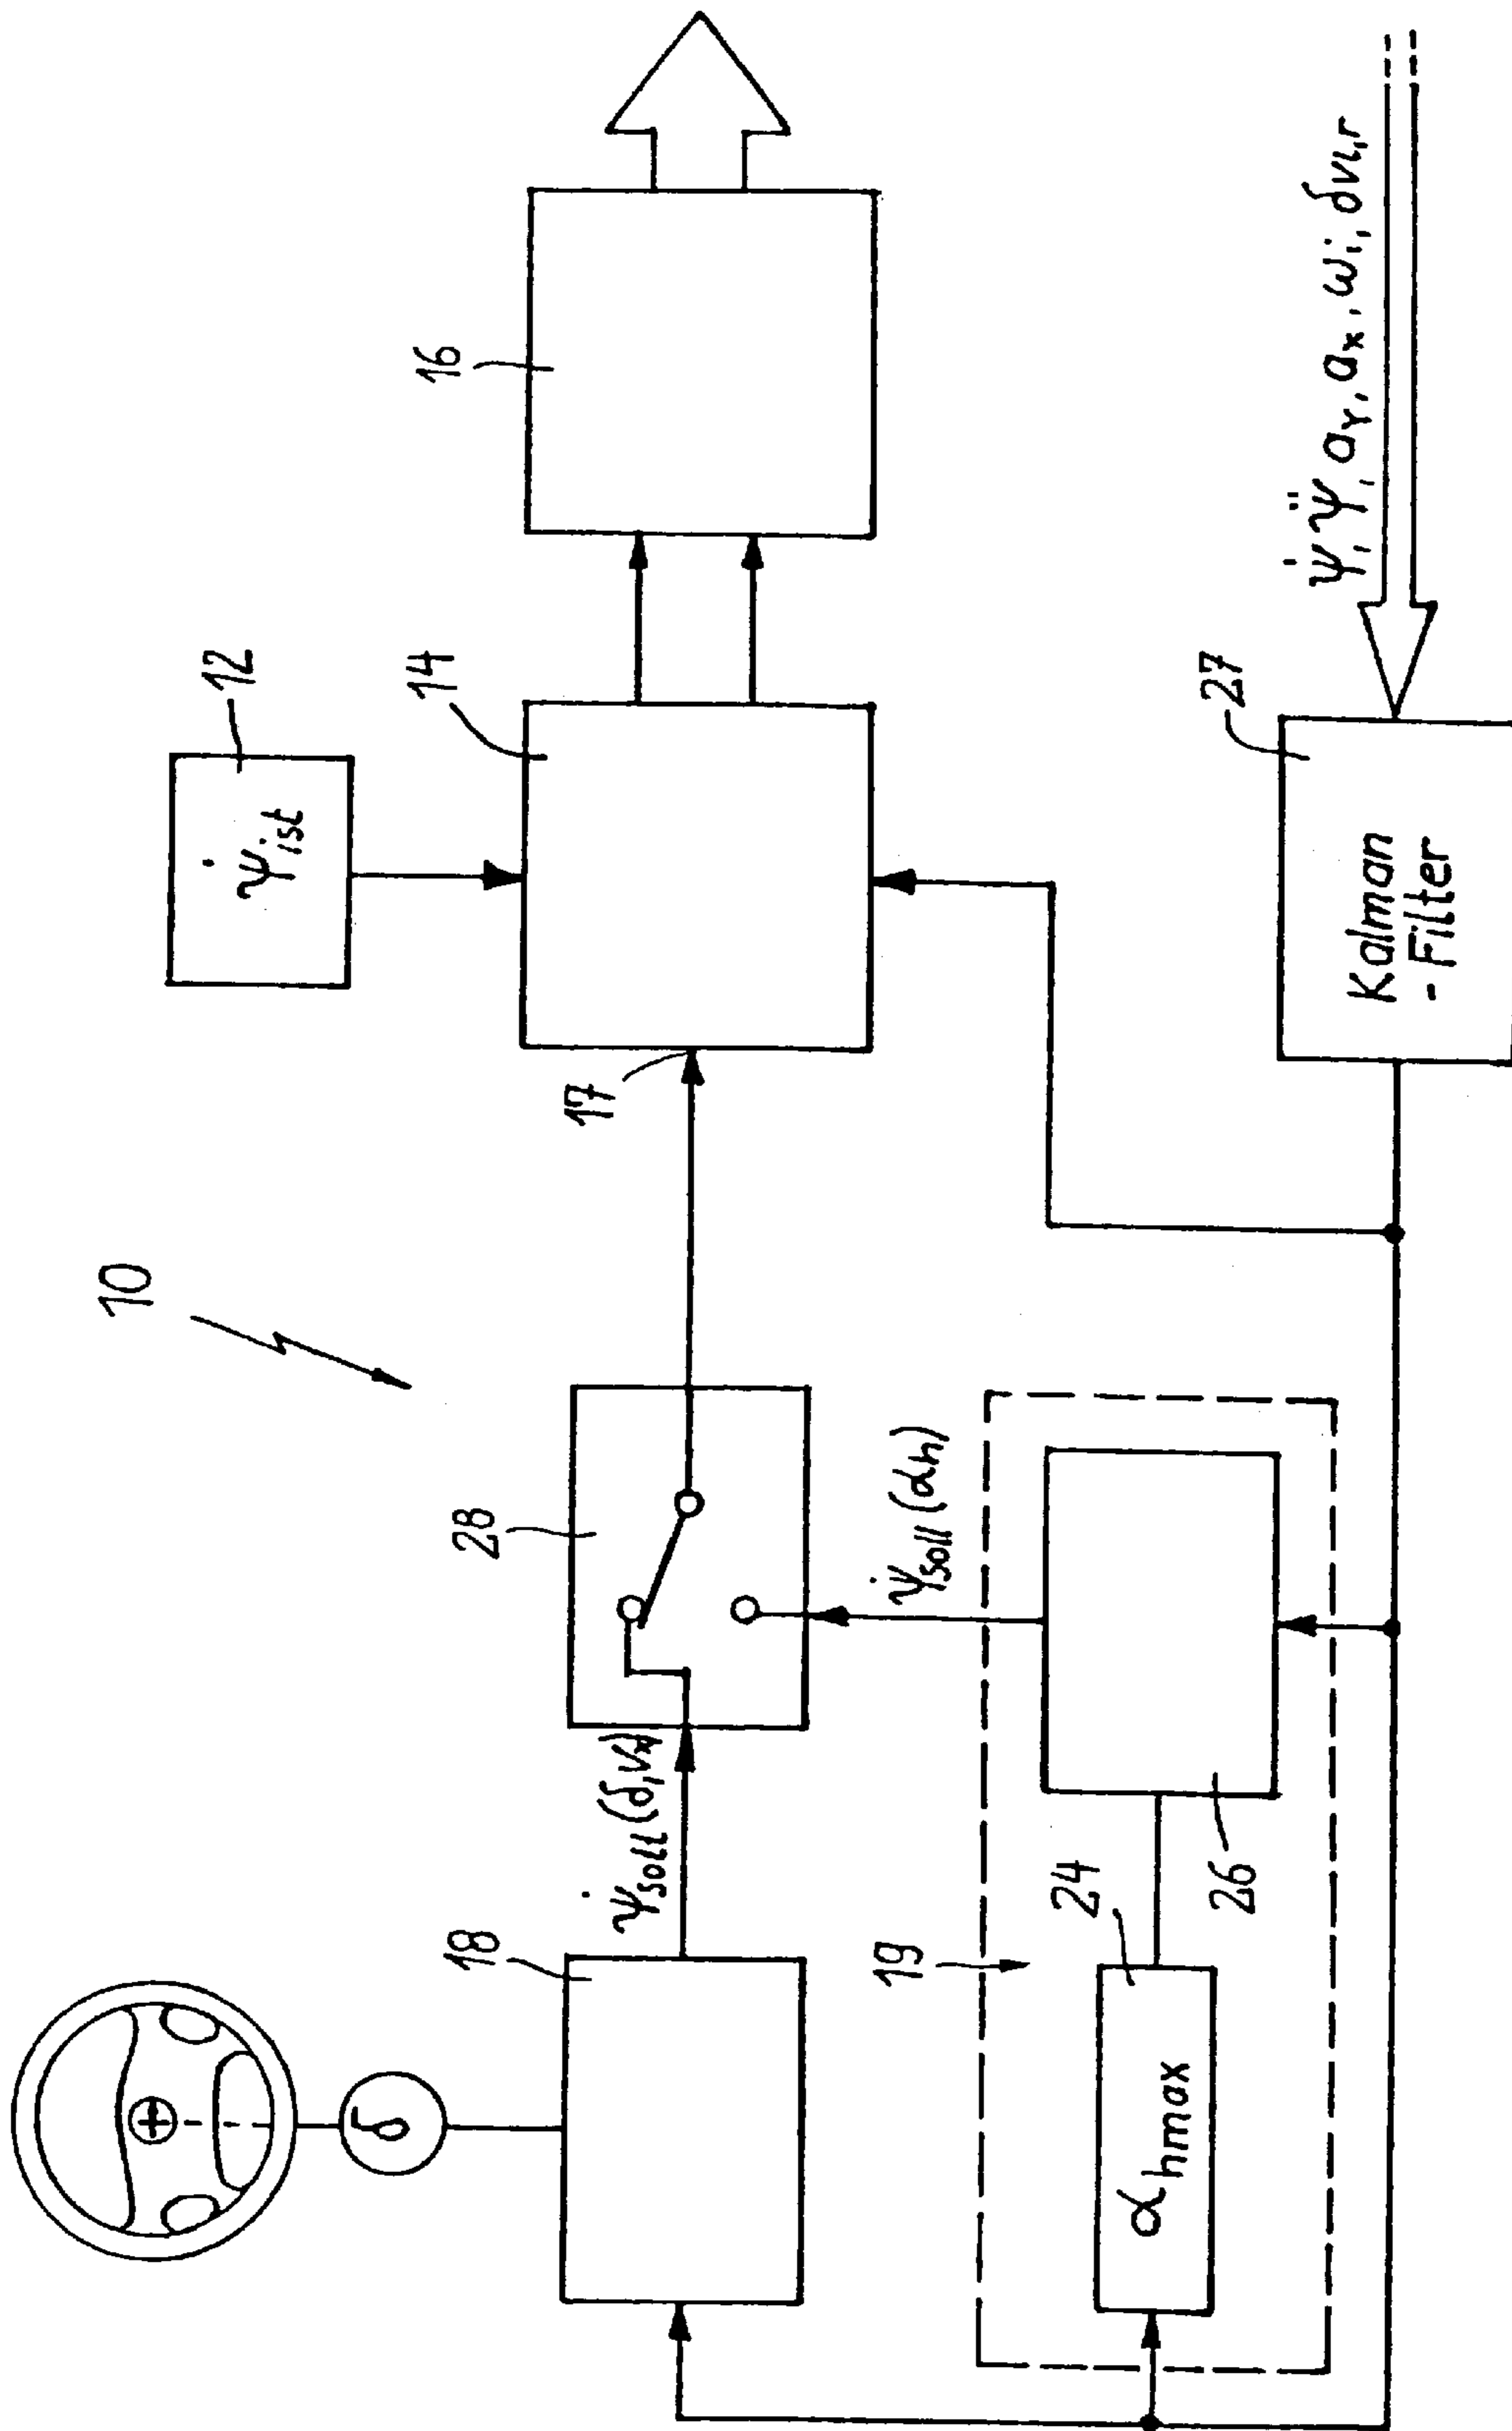 10
12
ψ̇ist
14
16
17
28
18
δ
ψ̇soll(δ,vx)
ψ̇soll(αh)
19
24
αhmax
26
27
Kalman
-Filter
ψ̇, ψ̈, aY, ax, ωi, δVL,r